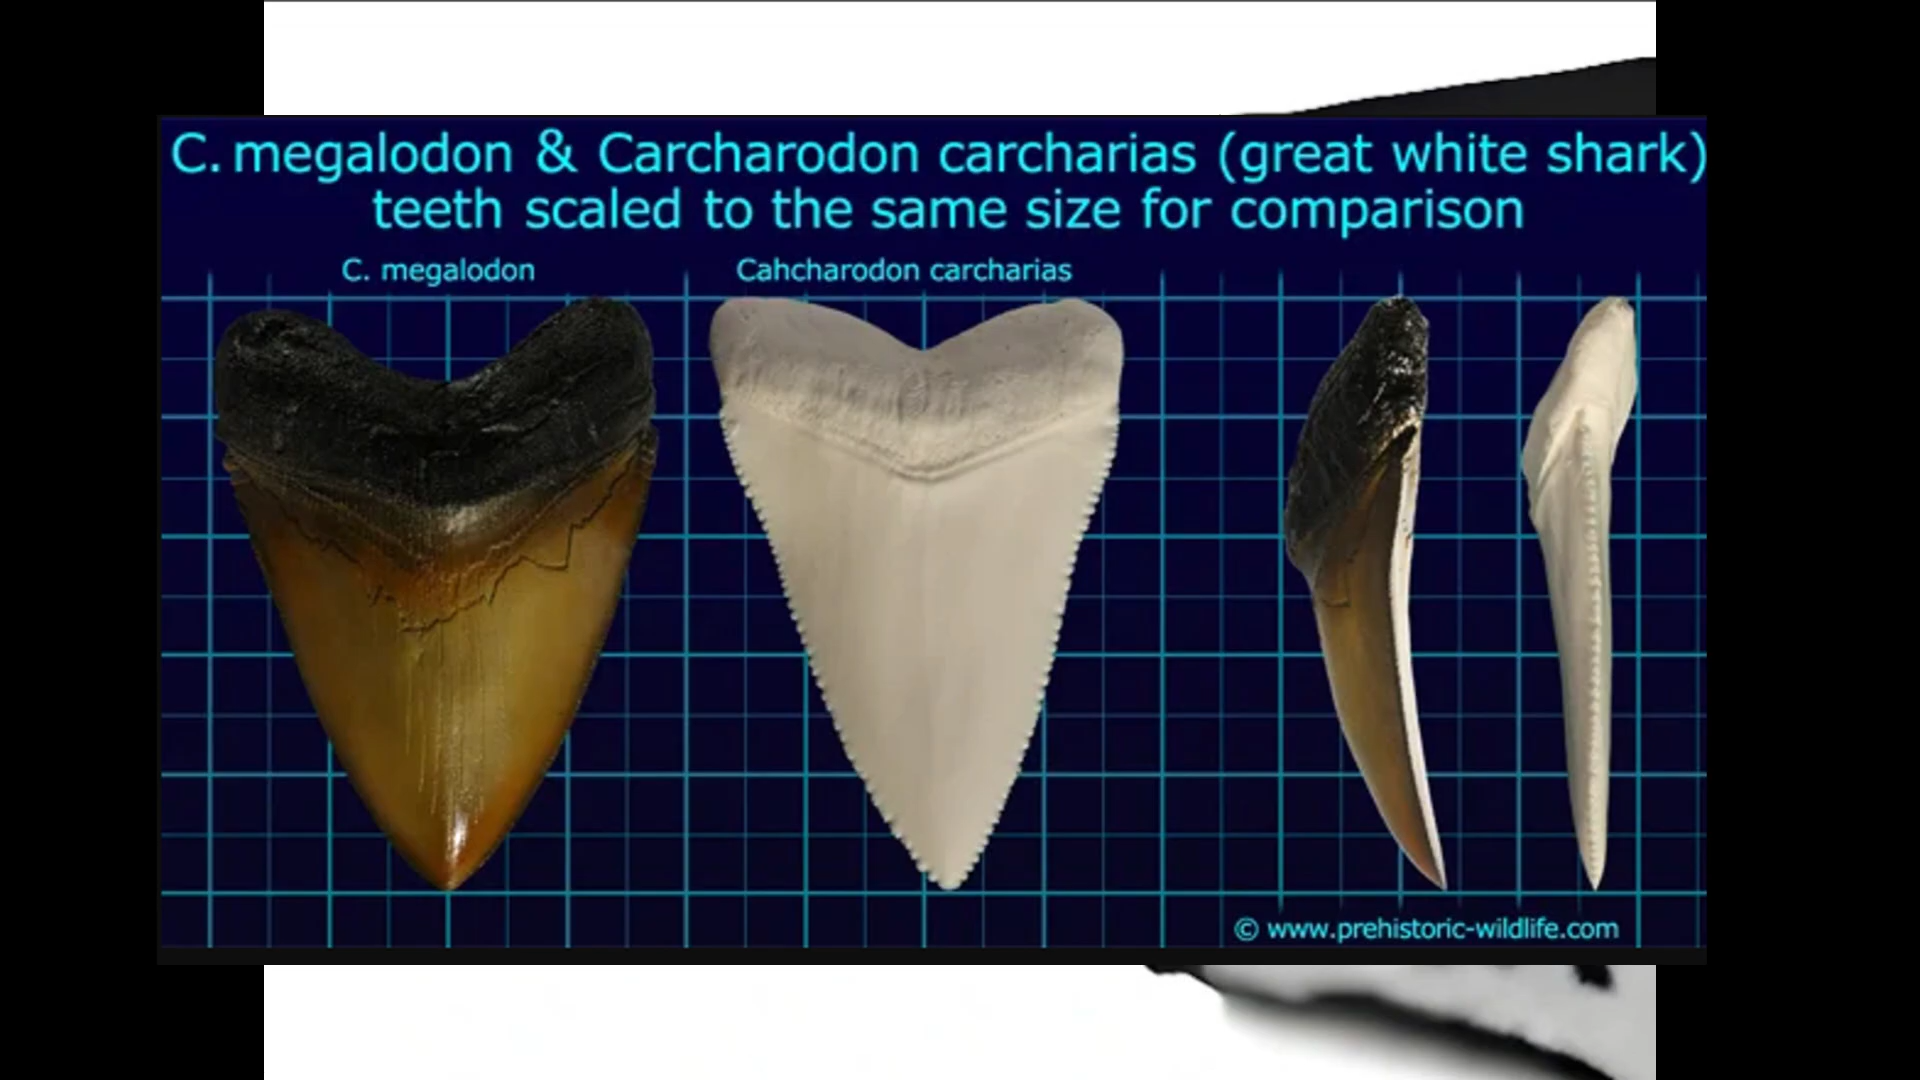 C. megalodon & Carcharodon carcharias (great white shark)
teeth scaled to the same size for comparison
C. megalodon
Cahcharodon carcharias
© www.prehistoric-wildlife.com